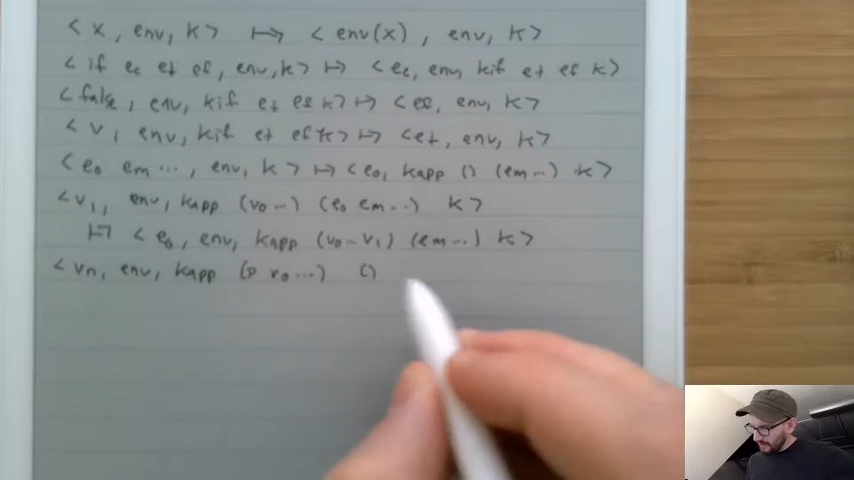 < x , env, k > ↦ < env(x) , env, k >
< if ec et ef, env, k > ↦ < ec, env, kif et ef k >
< false, env, kif et ef k > ↦ < ef, env, k >
< v , env, kif et ef k > ↦ < et, env, k >
< e0 em ... , env, k > ↦ < e0, kapp () (em ...) k >
< v1, env, kapp (v0 ...) (e0 em ...) k >
↦ < e0, env, kapp (v0 ... v1) (em ...) k >
< vn, env, kapp (p v0 ...) ()